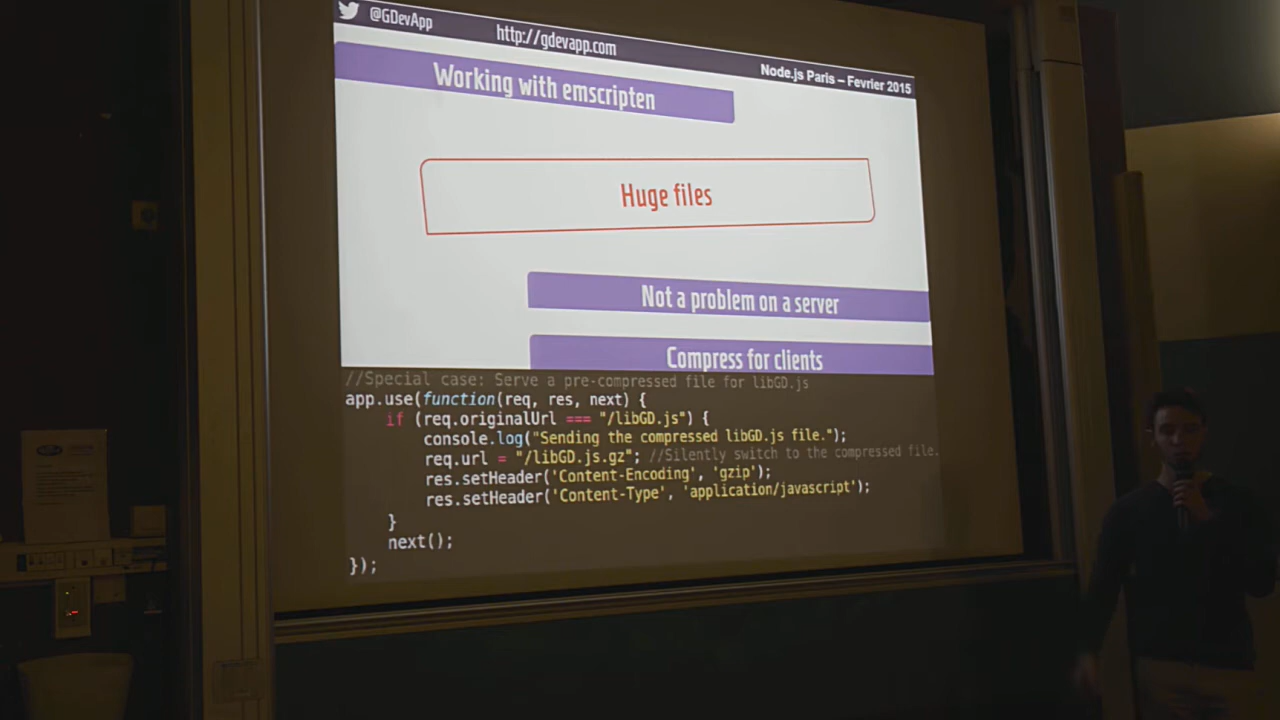 @GDevApp
http://gdevapp.com
Node.js Paris – Fevrier 2015
Working with emscripten
Huge files
Not a problem on a server
Compress for clients
//Special case: Serve a pre-compressed file for libGD.js
app.use(function(req, res, next) {
    if (req.originalUrl === "/libGD.js") {
        console.log("Sending the compressed libGD.js file.");
        req.url = "/libGD.js.gz"; //Silently switch to the compressed file.
        res.setHeader('Content-Encoding', 'gzip');
        res.setHeader('Content-Type', 'application/javascript');
    }
    next();
});